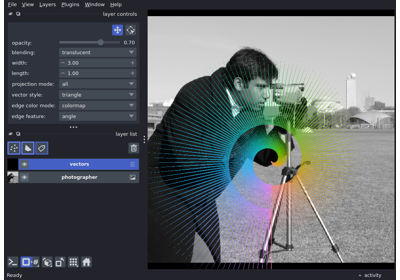 File View Layers Plugins Window Help
layer controls
opacity: 0.70
blending: translucent
width: 3.00
length: 1.00
projection mode: all
vector style: triangle
edge color mode: colormap
edge feature: angle
layer list
vectors
photographer
Ready
activity